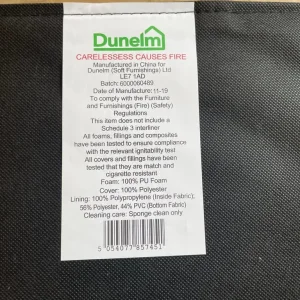 Dunelm
CARELESSESS CAUSES FIRE
Manufactured in China for
Dunelm (Soft Furnishings) Ltd
LE7 1AD
Batch: 6000060489
Date of Manufacture: 11-19
To comply with the Furniture
and Furnishings (Fire) (Safety)
Regulations
This item does not include a
Schedule 3 interliner
All foams, fillings and composites
have been tested to ensure compliance
with the relevant ignitability test
All covers and fillings have been
tested that they are match and
cigarette resistant
Foam: 100% PU Foam
Cover: 100% Polyester
Lining: 100% Polypropylene (Inside Fabric);
56% Polyester, 44% PVC (Bottom Fabric)
Cleaning care: Sponge clean only
5 054077 857451